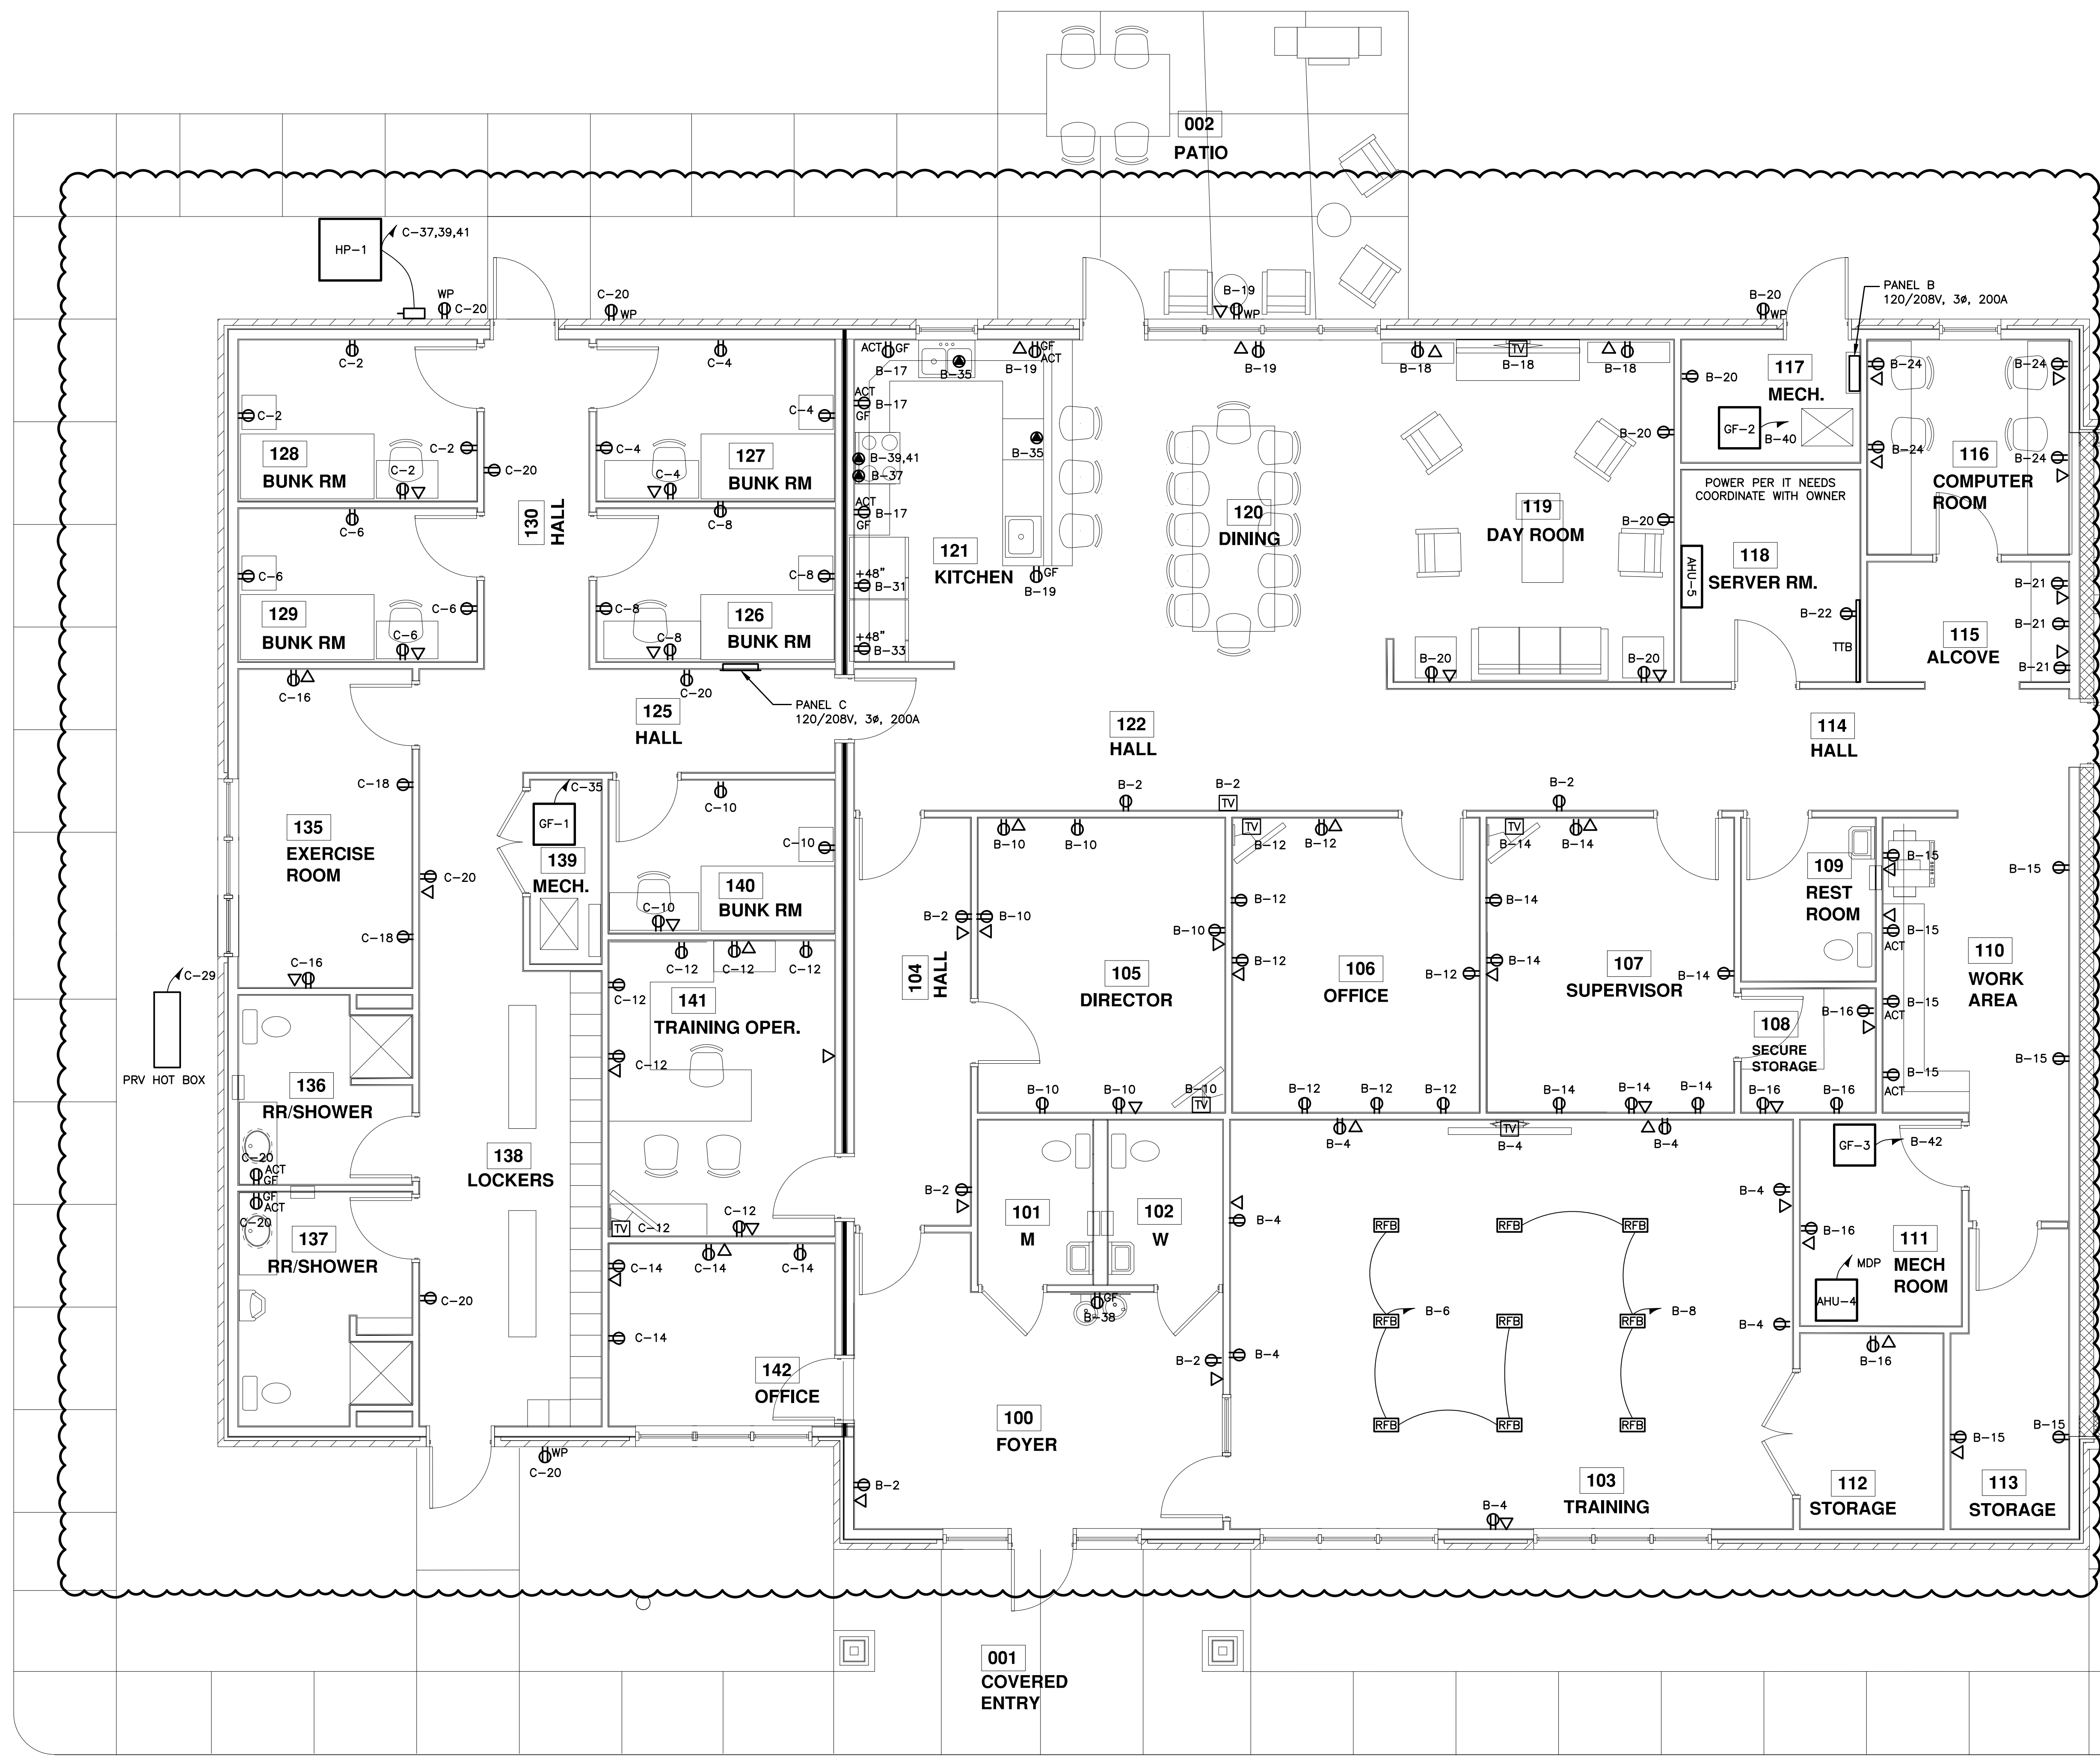 002
PATIO
HP-1
C-37,39,41
WP
C-20
C-20
WP
B-19
WP
B-20
WP
PANEL B
120/208V, 3ø, 200A
C-2
C-4
ACT
GF
B-17
B-35
GF
ACT
B-19
B-19
B-18
TV
B-18
B-18
B-20
117
MECH.
GF-2
B-40
B-24
B-24
B-24
B-24
116
COMPUTER
ROOM
C-2
C-2
C-2
128
BUNK RM
C-20
130
HALL
C-4
C-4
C-4
127
BUNK RM
ACT
GF
B-17
B-39,41
B-37
B-35
ACT
GF
B-17
B-20
B-20
POWER PER IT NEEDS
COORDINATE WITH OWNER
120
DINING
119
DAY ROOM
121
KITCHEN
GF
B-19
+48"
B-31
+48"
B-33
AHU-5
118
SERVER RM.
B-22
TTB
B-21
B-21
B-21
115
ALCOVE
C-6
C-6
C-6
C-6
129
BUNK RM
C-8
C-8
C-8
C-8
126
BUNK RM
B-20
B-20
C-16
C-20
PANEL C
120/208V, 3ø, 200A
125
HALL
122
HALL
114
HALL
C-18
C-35
GF-1
139
MECH.
C-10
135
EXERCISE
ROOM
C-20
C-10
140
BUNK RM
C-10
C-18
C-16
B-2
B-2
TV
B-2
B-10
B-10
TV
B-12
B-12
TV
B-14
B-14
109
REST
ROOM
B-15
B-15
B-2
B-10
B-10
B-12
B-12
B-12
B-14
B-14
B-14
ACT
B-15
110
WORK
AREA
104
HALL
105
DIRECTOR
106
OFFICE
107
SUPERVISOR
108
SECURE
STORAGE
B-16
ACT
B-15
B-15
ACT
B-15
C-29
PRV HOT BOX
C-12
C-12
C-12
C-12
141
TRAINING OPER.
C-12
136
RR/SHOWER
138
LOCKERS
C-20
ACT
GF
GF
ACT
C-20
137
RR/SHOWER
TV
C-12
C-12
B-10
B-10
B-10
TV
B-12
B-12
B-12
B-14
B-14
B-14
B-16
B-16
B-4
TV
B-4
B-4
GF-3
B-42
B-2
101
M
102
W
B-4
B-4
B-16
111
MECH
ROOM
MDP
AHU-4
RFB
RFB
RFB
C-14
C-14
C-14
C-14
C-20
142
OFFICE
GF
B-38
B-2
B-4
RFB
B-6
RFB
RFB
B-8
B-4
B-16
RFB
RFB
RFB
100
FOYER
B-15
B-15
WP
C-20
B-2
B-4
103
TRAINING
112
STORAGE
113
STORAGE
001
COVERED
ENTRY